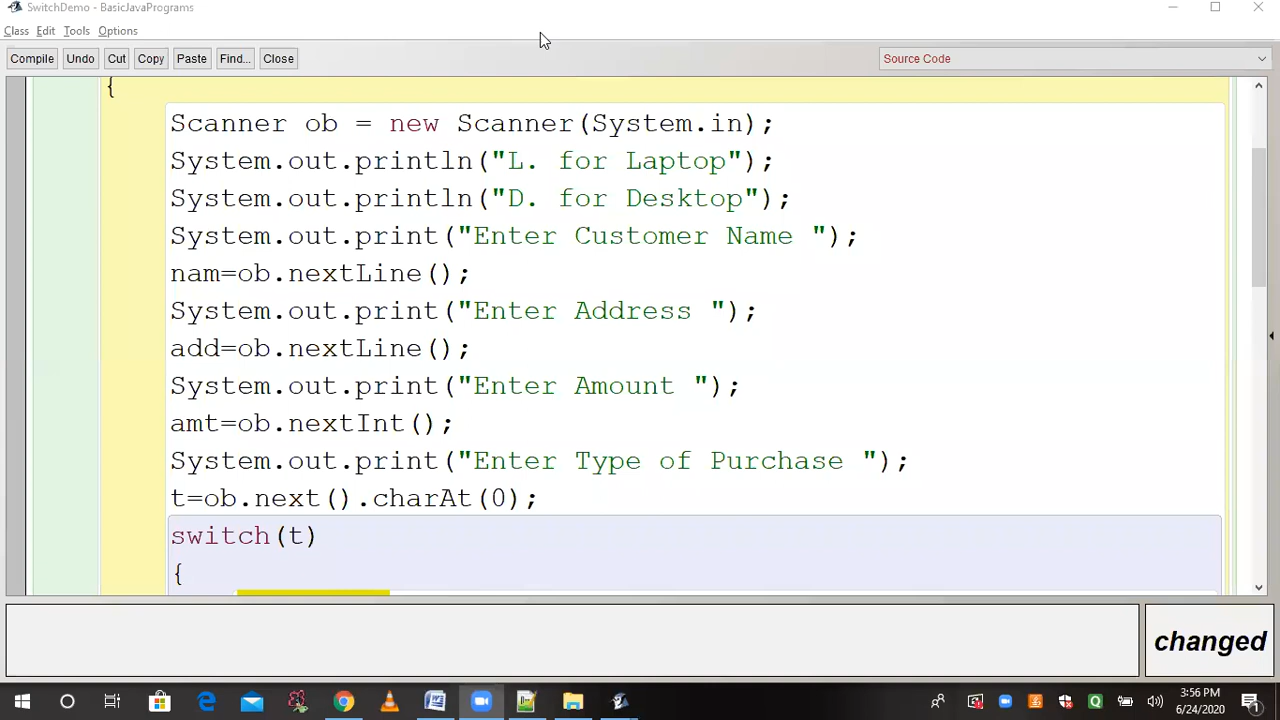 SwitchDemo - BasicJavaPrograms
Class Edit Tools Options
Compile Undo Cut Copy Paste Find... Close Source Code
{
Scanner ob = new Scanner(System.in);
System.out.println("L. for Laptop");
System.out.println("D. for Desktop");
System.out.print("Enter Customer Name ");
nam=ob.nextLine();
System.out.print("Enter Address ");
add=ob.nextLine();
System.out.print("Enter Amount ");
amt=ob.nextInt();
System.out.print("Enter Type of Purchase ");
t=ob.next().charAt(0);
switch(t)
{
changed
3:56 PM
6/24/2020